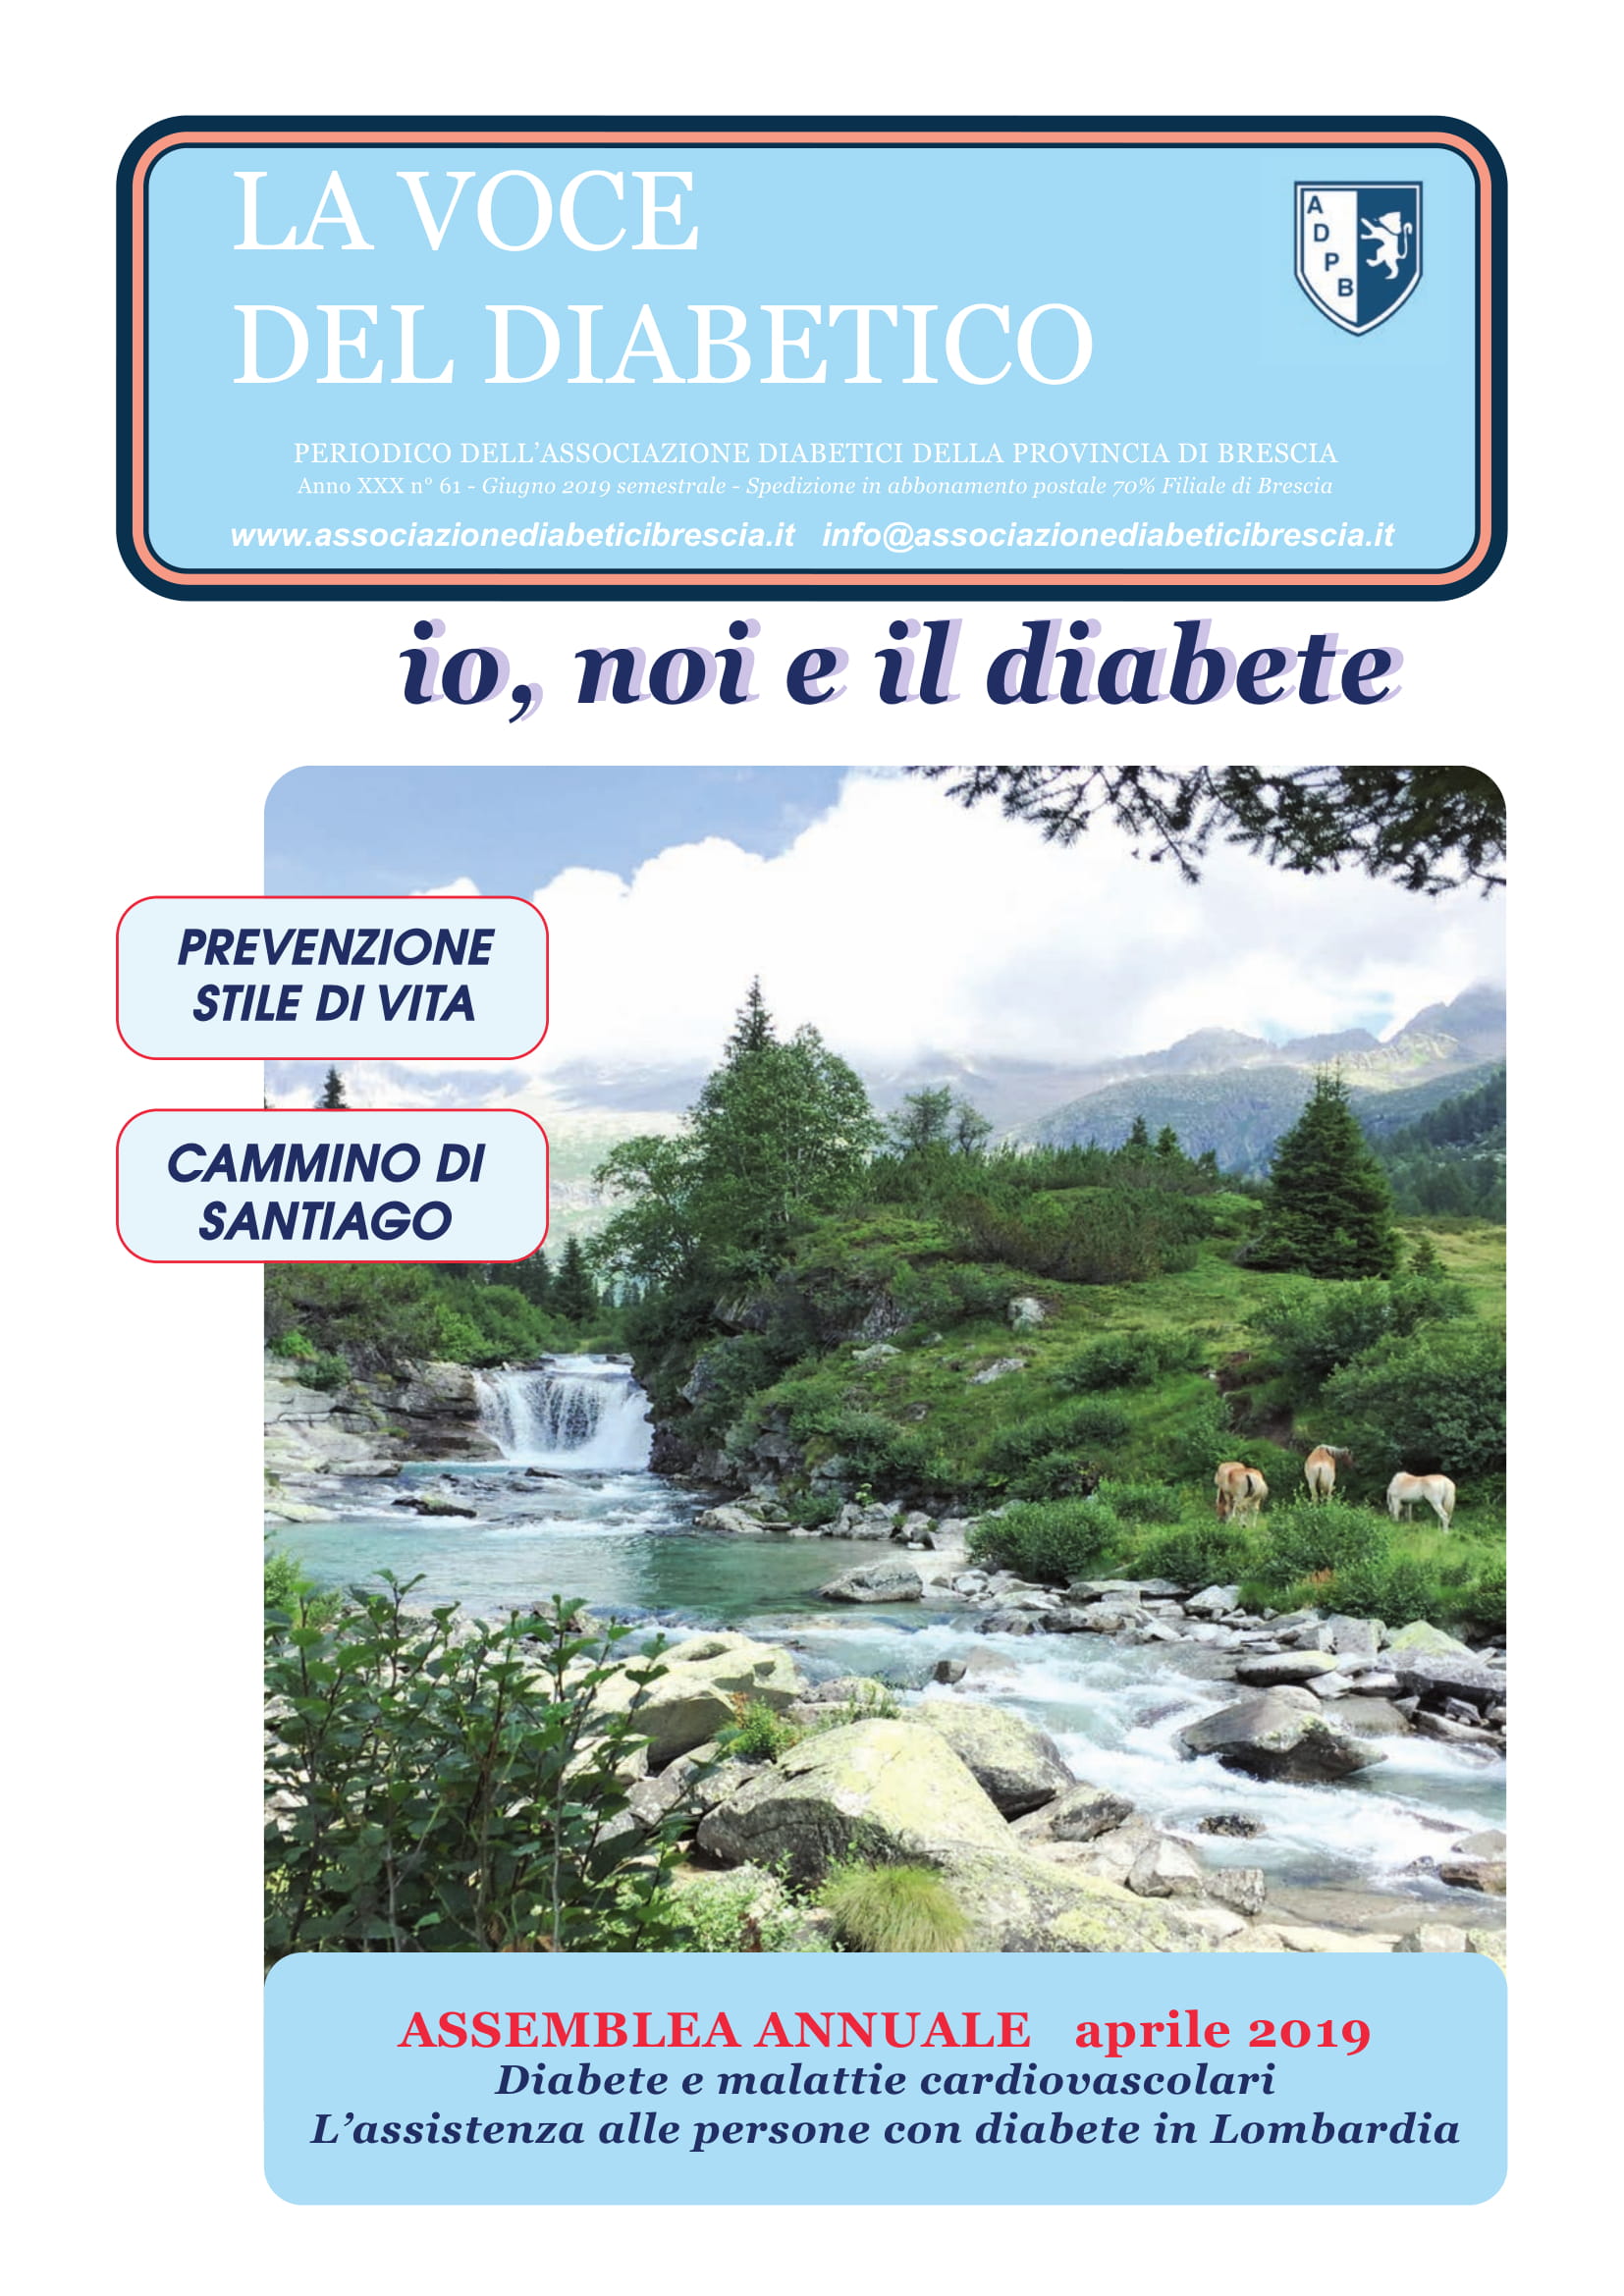 LA VOCE
DEL DIABETICO
A
D
P
B
PERIODICO DELL’ASSOCIAZIONE DIABETICI DELLA PROVINCIA DI BRESCIA
Anno XXX n° 61 - Giugno 2019 semestrale - Spedizione in abbonamento postale 70% Filiale di Brescia
www.associazionediabeticibrescia.it info@associazionediabeticibrescia.it
io, noi e il diabete
PREVENZIONE
STILE DI VITA
CAMMINO DI
SANTIAGO
ASSEMBLEA ANNUALE aprile 2019
Diabete e malattie cardiovascolari
L’assistenza alle persone con diabete in Lombardia